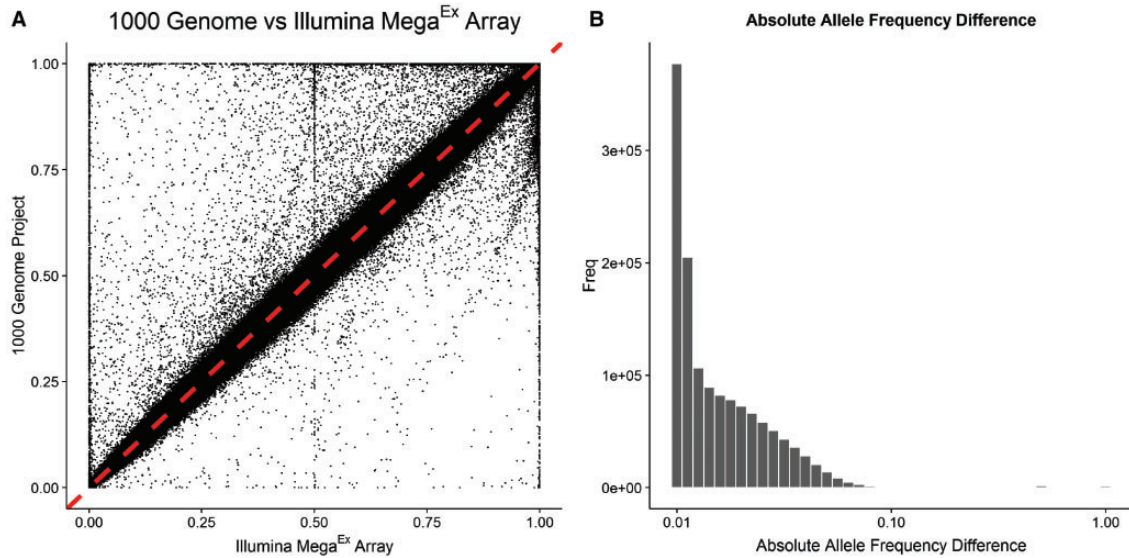 A
1000 Genome vs Illumina Mega^Ex Array
1000 Genome Project
1.00
0.75
0.50
0.25
0.00
0.00 0.25 0.50 0.75 1.00
Illumina Mega^Ex Array
B
Absolute Allele Frequency Difference
Freq
3e+05
2e+05
1e+05
0e+00
0.01 0.10 1.00
Absolute Allele Frequency Difference